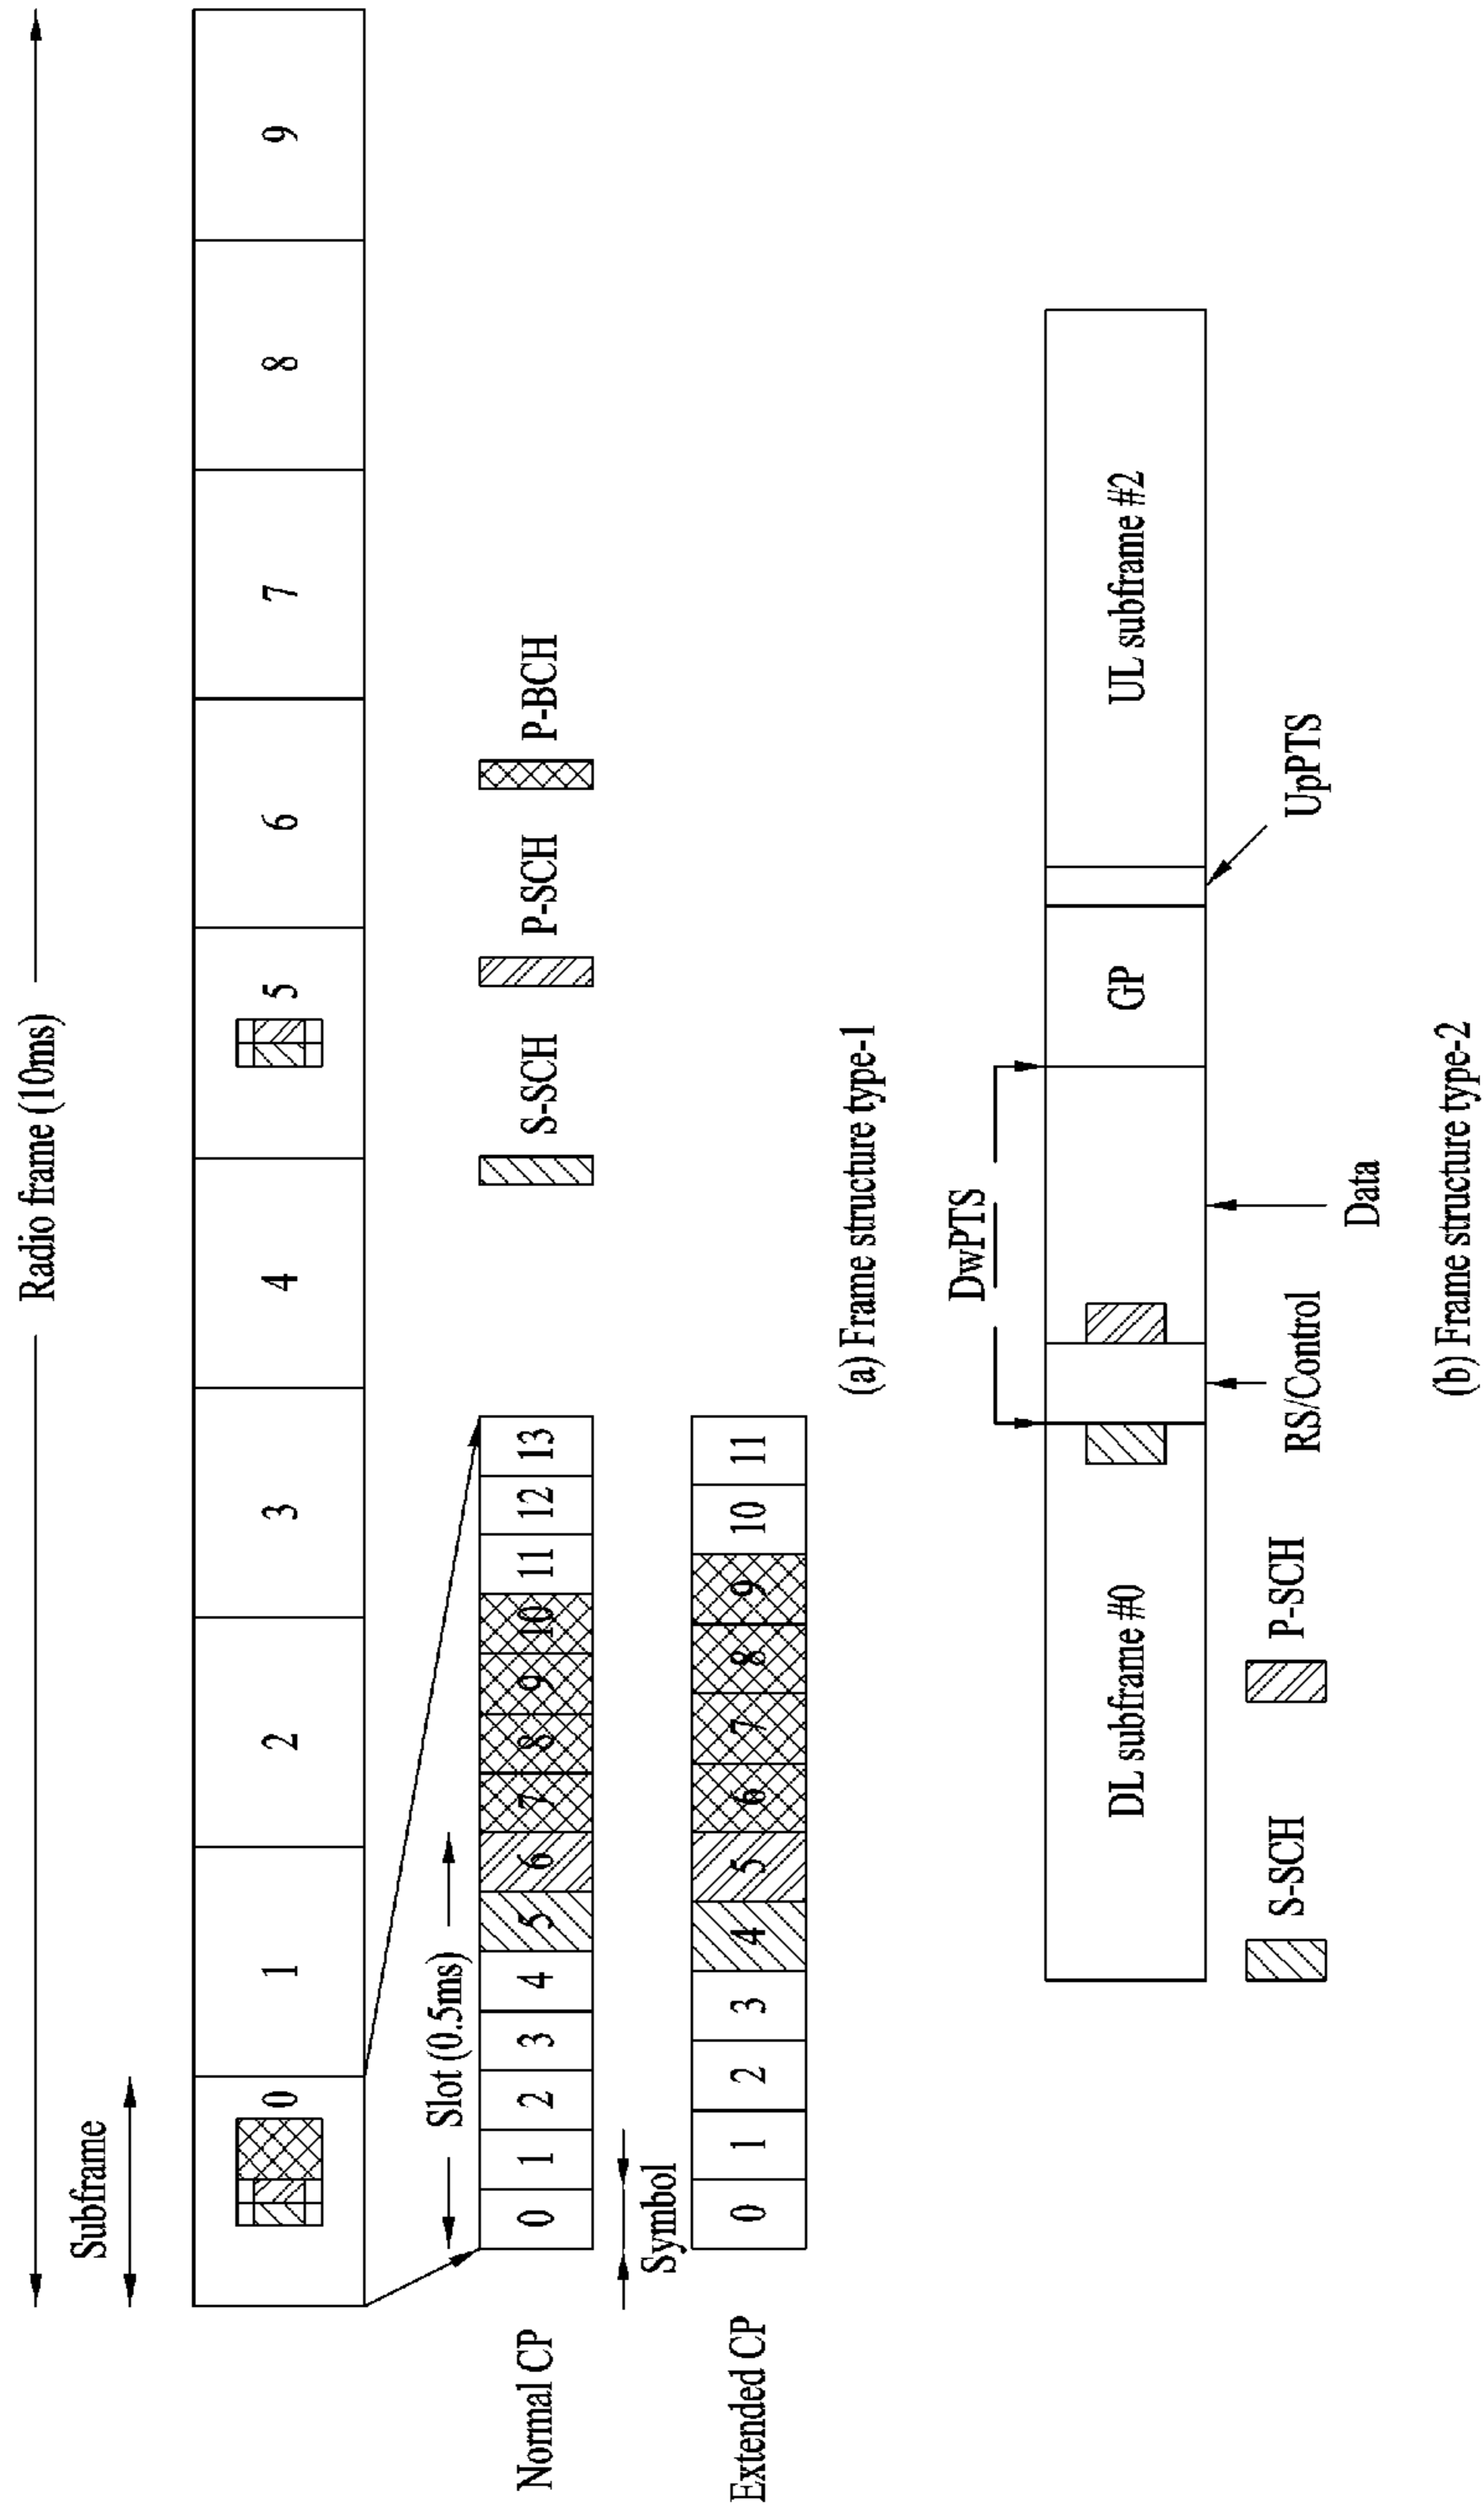 Radio frame (10ms)
Subframe
0 1 2 3 4 5 6 7 8 9
Slot (0.5ms)
Normal CP 0 1 2 3 4 5 6 7 8 9 10 11 12 13
S-SCH P-SCH P-BCH
Symbol
Extended CP 0 1 2 3 4 5 6 7 8 9 10 11
(a) Frame structure type-1
DwPTS
DL subframe #0 GP UL subframe #2
RS/Control UpPTS
S-SCH P-SCH
Data
(b) Frame structure type-2